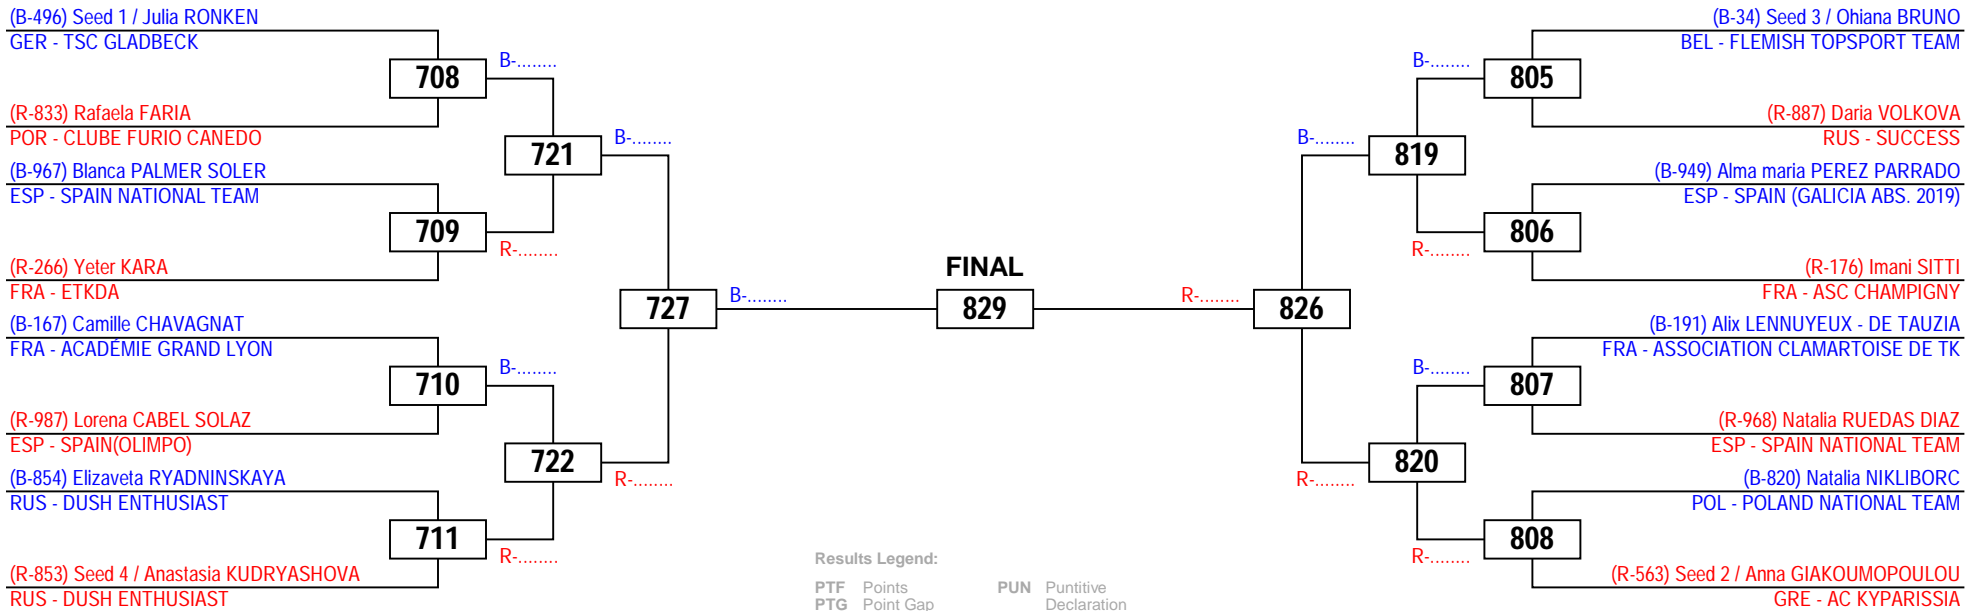 (B-496) Seed 1 / Julia RONKEN
GER - TSC GLADBECK
708
B-........
(R-833) Rafaela FARIA
POR - CLUBE FURIO CANEDO
721
B-........
(B-967) Blanca PALMER SOLER
ESP - SPAIN NATIONAL TEAM
709
R-........
(R-266) Yeter KARA
FRA - ETKDA
727
B-........
(B-167) Camille CHAVAGNAT
FRA - ACADÉMIE GRAND LYON
710
B-........
(R-987) Lorena CABEL SOLAZ
ESP - SPAIN(OLIMPO)
722
R-........
(B-854) Elizaveta RYADNINSKAYA
RUS - DUSH ENTHUSIAST
711
R-........
(R-853) Seed 4 / Anastasia KUDRYASHOVA
RUS - DUSH ENTHUSIAST
FINAL
829
(B-34) Seed 3 / Ohiana BRUNO
BEL - FLEMISH TOPSPORT TEAM
B-........
805
(R-887) Daria VOLKOVA
RUS - SUCCESS
B-........
819
(B-949) Alma maria PEREZ PARRADO
ESP - SPAIN (GALICIA ABS. 2019)
R-........
806
(R-176) Imani SITTI
FRA - ASC CHAMPIGNY
R-........
826
(B-191) Alix LENNUYEUX - DE TAUZIA
FRA - ASSOCIATION CLAMARTOISE DE TK
B-........
807
(R-968) Natalia RUEDAS DIAZ
ESP - SPAIN NATIONAL TEAM
R-........
820
(B-820) Natalia NIKLIBORC
POL - POLAND NATIONAL TEAM
R-........
808
(R-563) Seed 2 / Anna GIAKOUMOPOULOU
GRE - AC KYPARISSIA
Results Legend:
PTF Points
PTG Point Gap
PUN Puntitive
Declaration